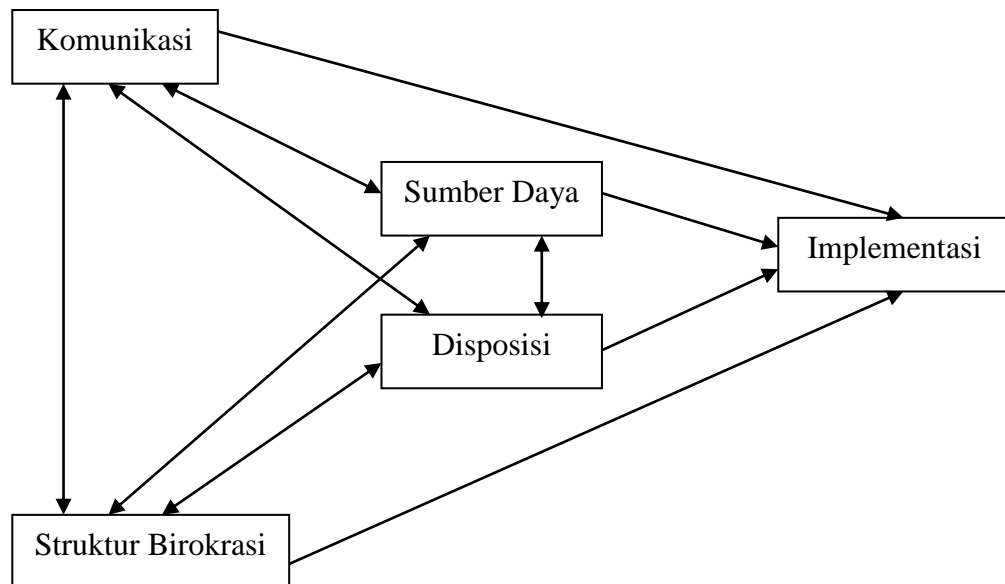 Komunikasi
Sumber Daya
Implementasi
Disposisi
Struktur Birokrasi